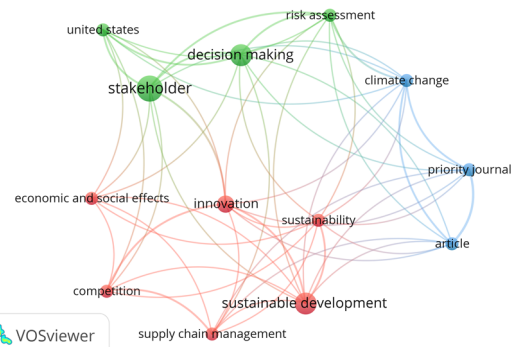 risk assessment
united states
decision making
climate change
stakeholder
priority journal
economic and social effects
innovation
sustainability
article
competition
sustainable development
supply chain management
VOSviewer